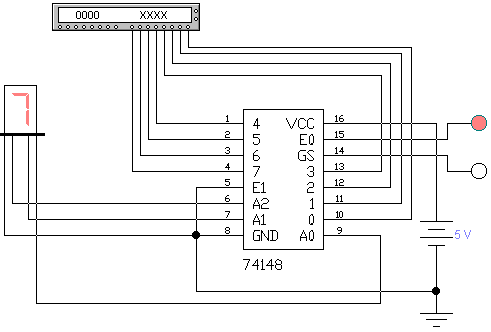 0000 XXXX
7
1 4 VCC 16
2 5 E0 15
3 6 GS 14
4 7 3 13
5 E1 2 12
6 A2 1 11
7 A1 0 10
8 GND A0 9
5 V
74148